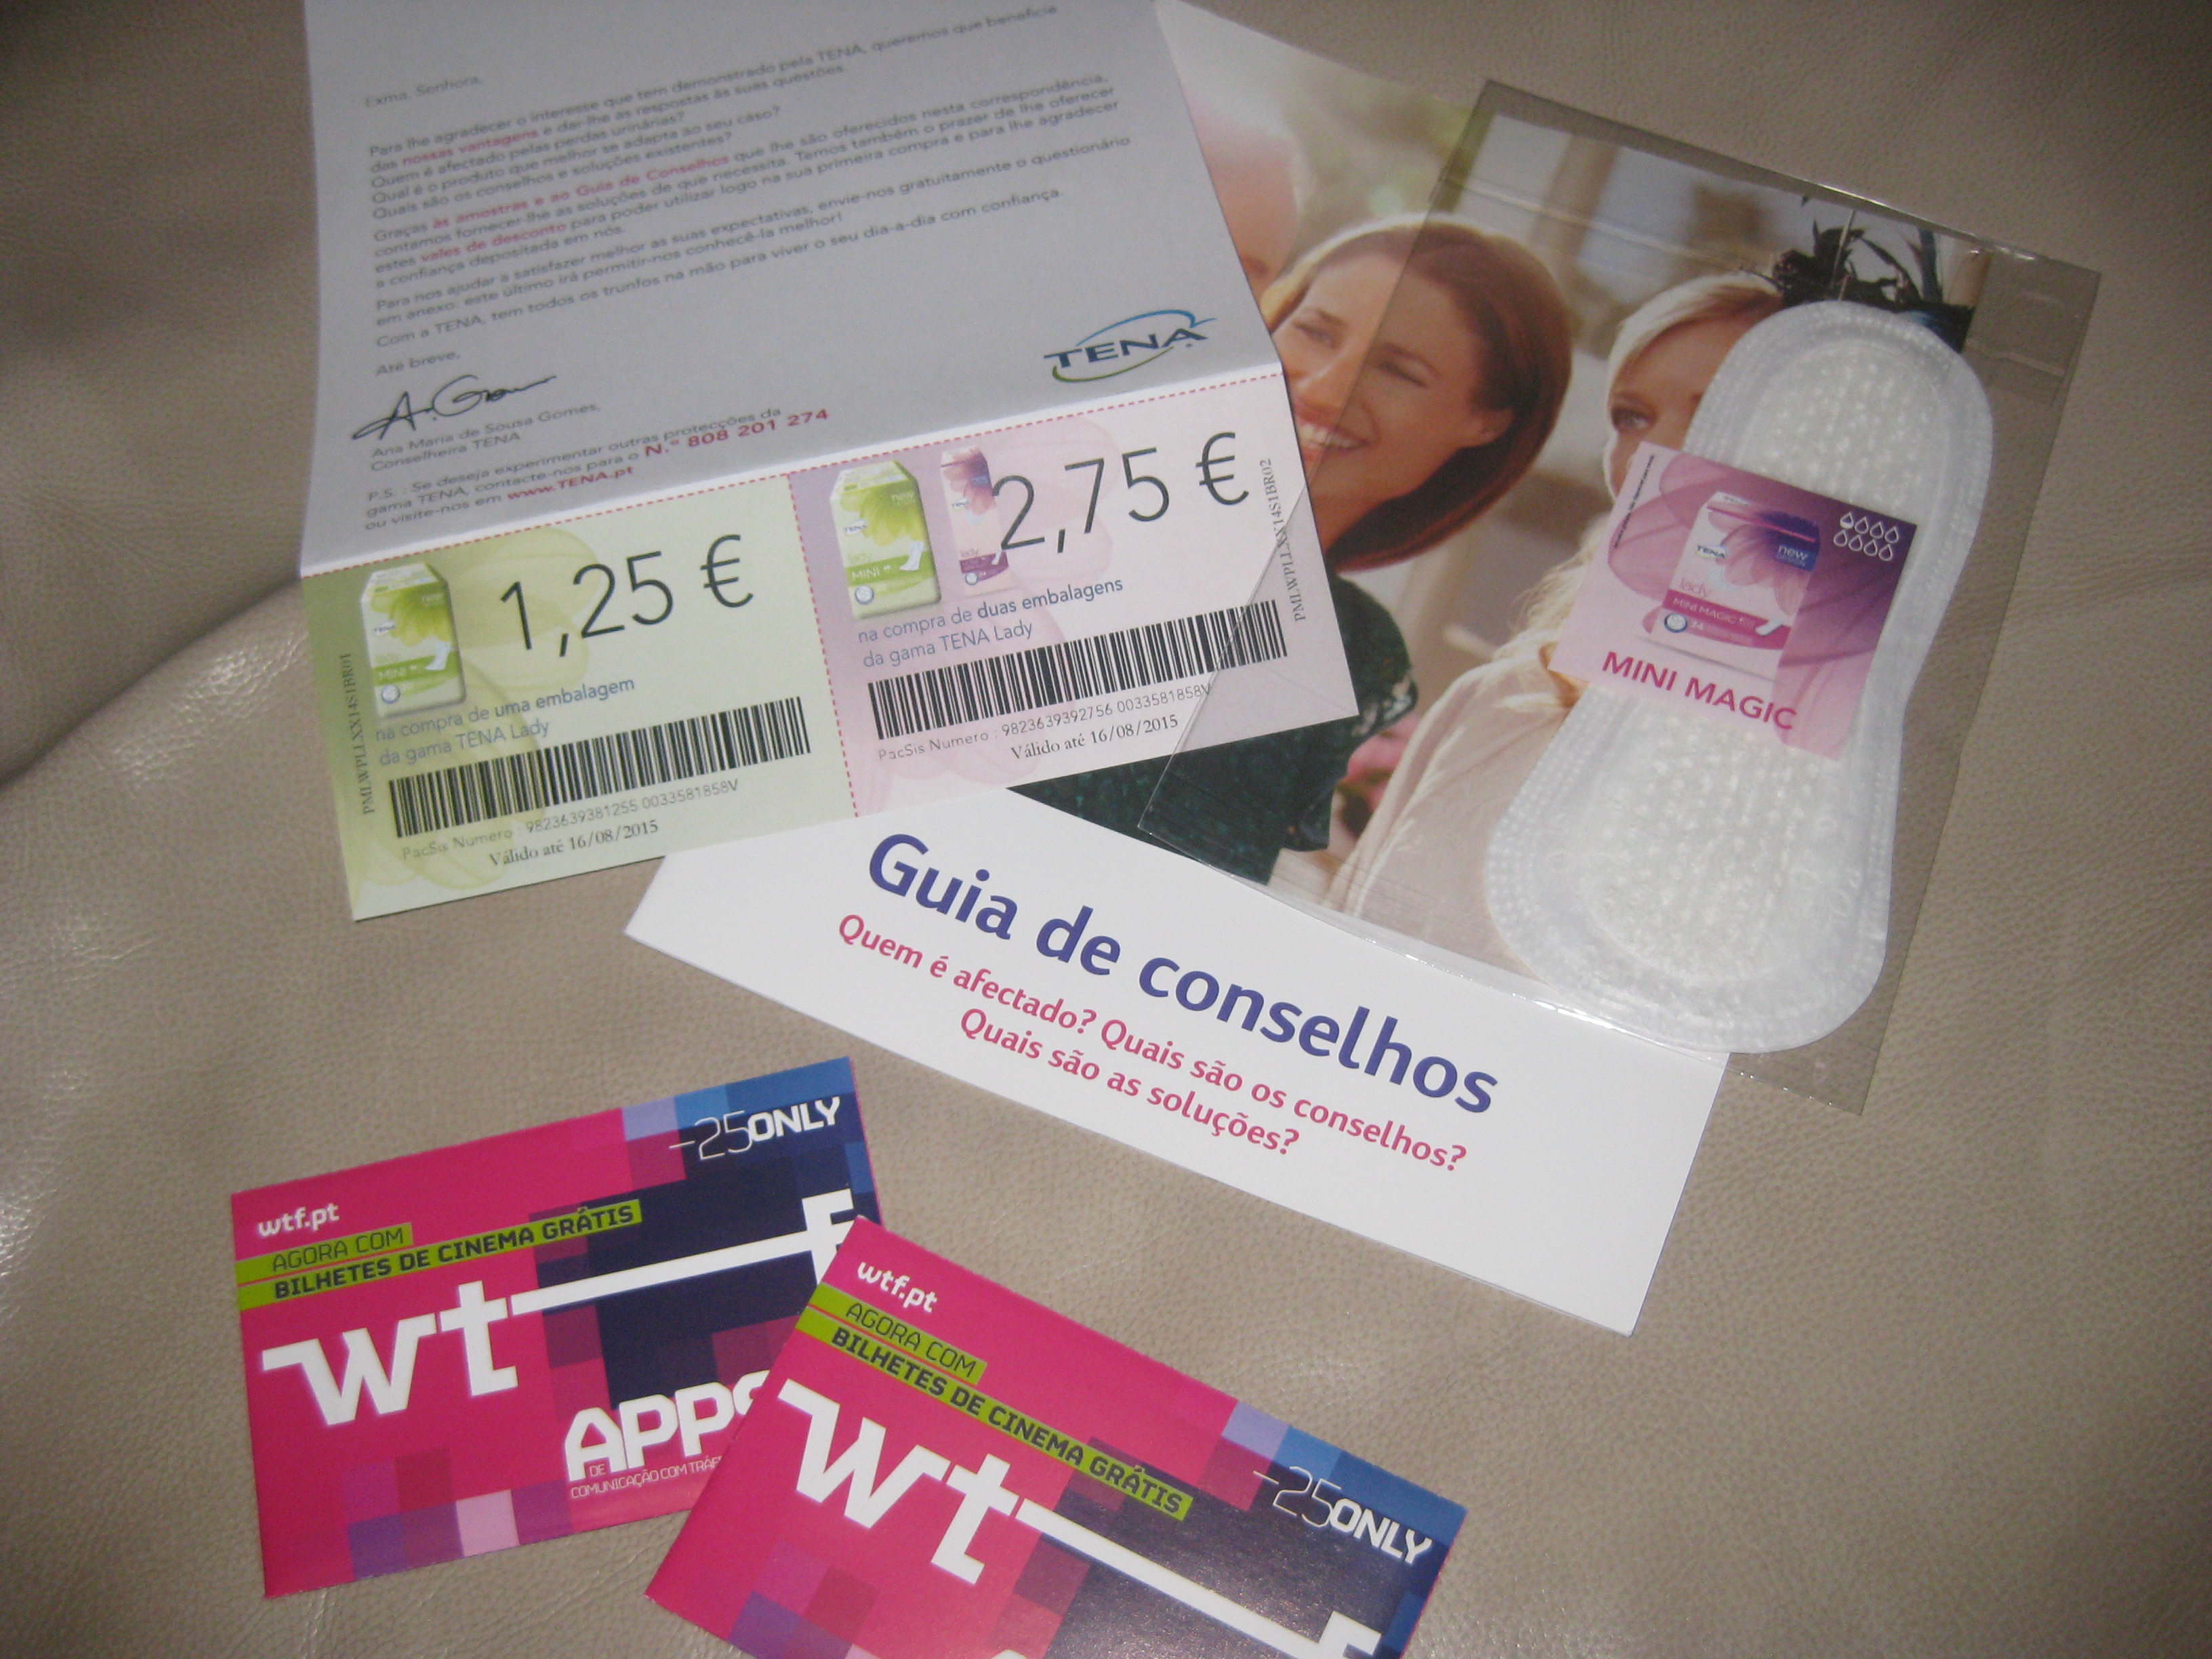 Exma. Senhora,
Para lhe agradecer o interesse que tem demonstrado pela TENA, queremos que beneficie
das nossas vantagens e dar-lhe as respostas às suas questões.
Quem é afectado pelas perdas urinárias?
Qual é o produto que melhor se adapta ao seu caso?
Quais são os conselhos e soluções existentes?
Graças às amostras e ao Guia de Conselhos que lhe são oferecidos nesta correspondência,
contamos fornecer-lhe as soluções de que necessita. Temos também o prazer de lhe oferecer
estes vales de desconto para poder utilizar logo na sua primeira compra e para lhe agradecer
a confiança depositada em nós.
Para nos ajudar a satisfazer melhor as suas expectativas, envie-nos gratuitamente o questionário
em anexo: este último irá permitir-nos conhecê-la melhor!
Com a TENA, tem todos os trunfos na mão para viver o seu dia-a-dia com confiança.
Até breve,
Ana Maria de Sousa Gomes,
Conselheira TENA
P.S. : Se deseja experimentar outras protecções da
gama TENA, contacte-nos para o N.º 808 201 274
ou visite-nos em www.TENA.pt
TENA
1,25 €
na compra de uma embalagem
da gama TENA Lady
PacSis Numero : 9823639381255 0033581858V
Válido até 16/08/2015
PMLWPLLXX14S1BR01
2,75 €
na compra de duas embalagens
da gama TENA Lady
PacSis Numero : 9823639392756 0033581858V
Válido até 16/08/2015
PMLWPLLXX14S1BR02
TENA
new
lady
MINI MAGIC
MINI MAGIC
Guia de conselhos
Quem é afectado? Quais são os conselhos?
Quais são as soluções?
-25ONLY
wtf.pt
AGORA COM
BILHETES DE CINEMA GRÁTIS
wtf
APPS
DE
COMUNICAÇÃO COM TRÁF
wtf.pt
AGORA COM
BILHETES DE CINEMA GRÁTIS
-25ONLY
wtf